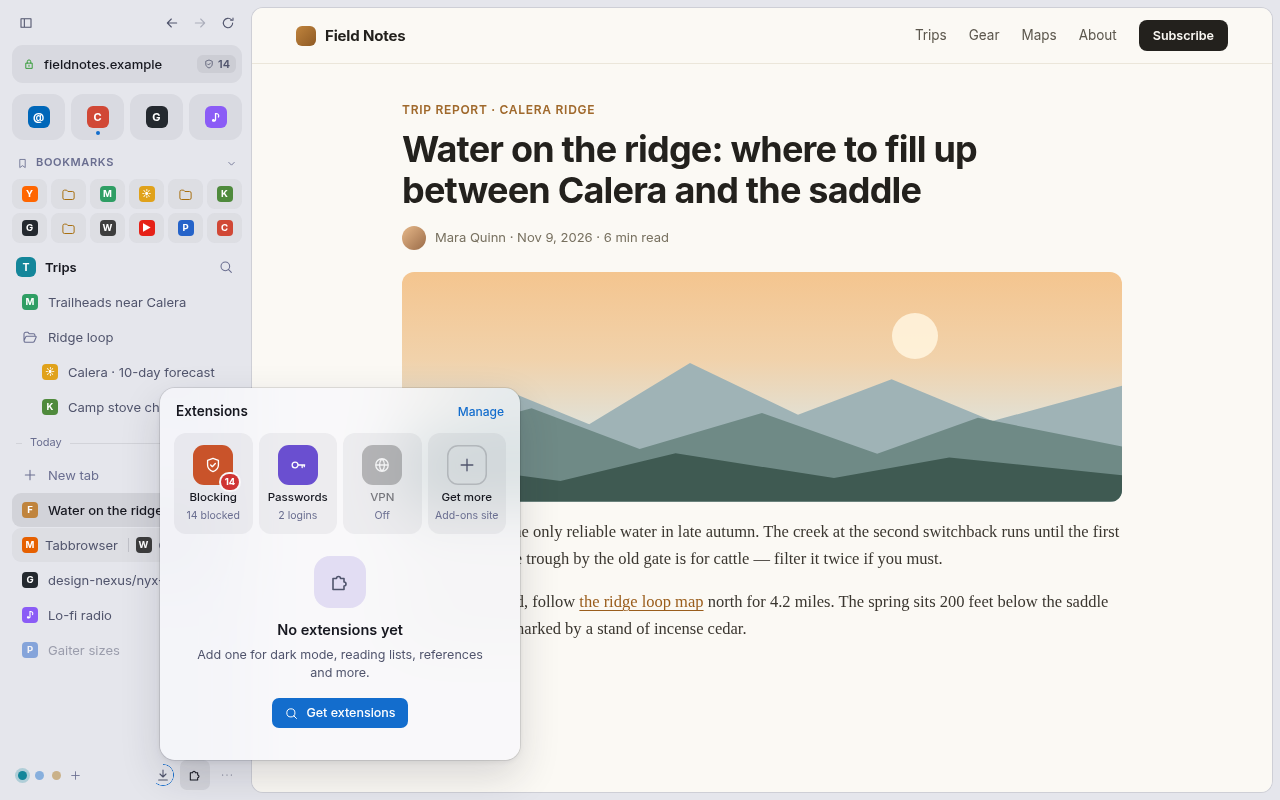 fieldnotes.example
14
@
C
G
BOOKMARKS
Y
M
K
G
W
P
C
T Trips
M Trailheads near Calera
Ridge loop
Calera · 10-day forecast
K Camp stove ch
Today
New tab
F Water on the ridge
M Tabbrowser W
G design-nexus/nyx-
Lo-fi radio
P Gaiter sizes
Extensions
Manage
14
Blocking
14 blocked
Passwords
2 logins
VPN
Off
Get more
Add-ons site
No extensions yet
Add one for dark mode, reading lists, references
and more.
Get extensions
Field Notes
Trips Gear Maps About Subscribe
TRIP REPORT · CALERA RIDGE
Water on the ridge: where to fill up
between Calera and the saddle
Mara Quinn · Nov 9, 2026 · 6 min read
only reliable water in late autumn. The creek at the second switchback runs until the first
trough by the old gate is for cattle — filter it twice if you must.
follow the ridge loop map north for 4.2 miles. The spring sits 200 feet below the saddle
marked by a stand of incense cedar.